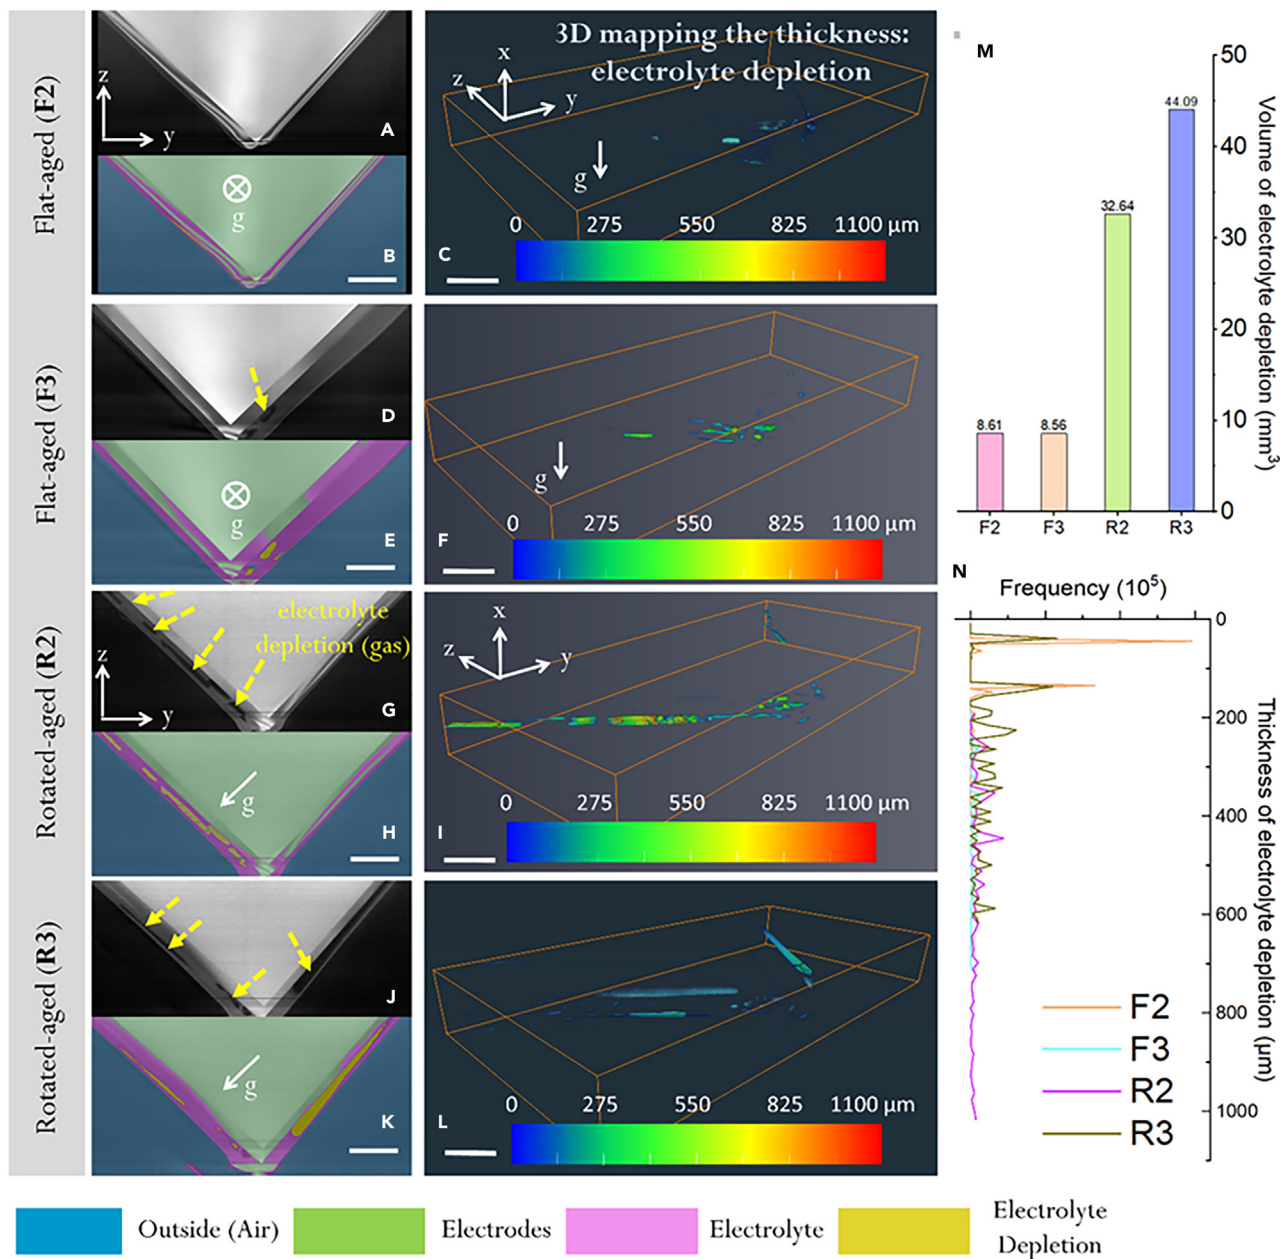 Flat-aged (F2)
z
y
A
g
B
3D mapping the thickness:
electrolyte depletion
x
z
y
g
0 275 550 825 1100 µm
C
Flat-aged (F3)
D
g
E
g
0 275 550 825 1100 µm
F
Rotated-aged (R2)
electrolyte
depletion (gas)
z
y
G
g
H
x
z
y
0 275 550 825 1100 µm
I
Rotated-aged (R3)
J
g
K
0 275 550 825 1100 µm
L
M
50
40
30
20
10
0
Volume of electrolyte depletion (mm³)
8.61
8.56
32.64
44.09
F2 F3 R2 R3
N
Frequency (10⁵)
0 5 10 15
0
200
400
600
800
1000
Thickness of electrolyte depletion (µm)
F2
F3
R2
R3
Outside (Air)
Electrodes
Electrolyte
Electrolyte
Depletion